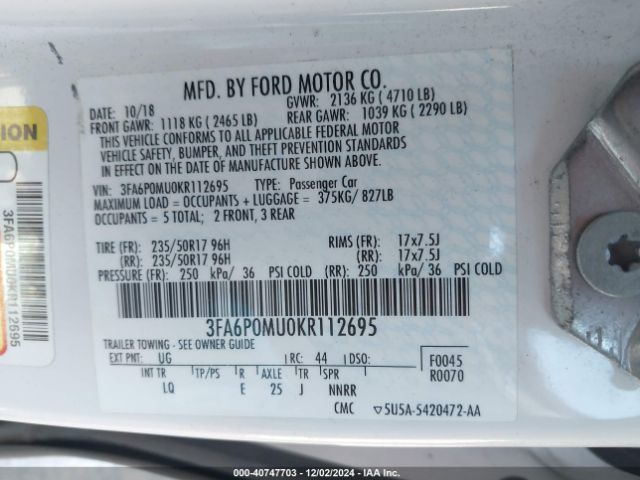 MFD. BY FORD MOTOR CO.
DATE: 10/18 GVWR: 2136 KG ( 4710 LB)
FRONT GAWR: 1118 KG ( 2465 LB) REAR GAWR: 1039 KG ( 2290 LB)
THIS VEHICLE CONFORMS TO ALL APPLICABLE FEDERAL MOTOR
VEHICLE SAFETY, BUMPER, AND THEFT PREVENTION STANDARDS
IN EFFECT ON THE DATE OF MANUFACTURE SHOWN ABOVE.
VIN: 3FA6P0MU0KR112695 TYPE: Passenger Car
MAXIMUM LOAD = OCCUPANTS + LUGGAGE = 375KG/ 827LB
OCCUPANTS = 5 TOTAL; 2 FRONT, 3 REAR
TIRE (FR): 235/50R17 96H RIMS (FR): 17x7.5J
(RR): 235/50R17 96H (RR): 17x7.5J
PRESSURE (FR): 250 kPa/ 36 PSI COLD (RR): 250 kPa/ 36 PSI COLD
3FA6P0MU0KR112695
TRAILER TOWING - SEE OWNER GUIDE
EXT PNT: UG RC: 44 DSO: F0045
INT TR TP/PS R AXLE TR SPR R0070
LQ E 25 J NNRR
CMC ▽5U5A-5420472-AA
TION
3FA6P0MU0KR112695
000-40747703 - 12/02/2024 - IAA Inc.